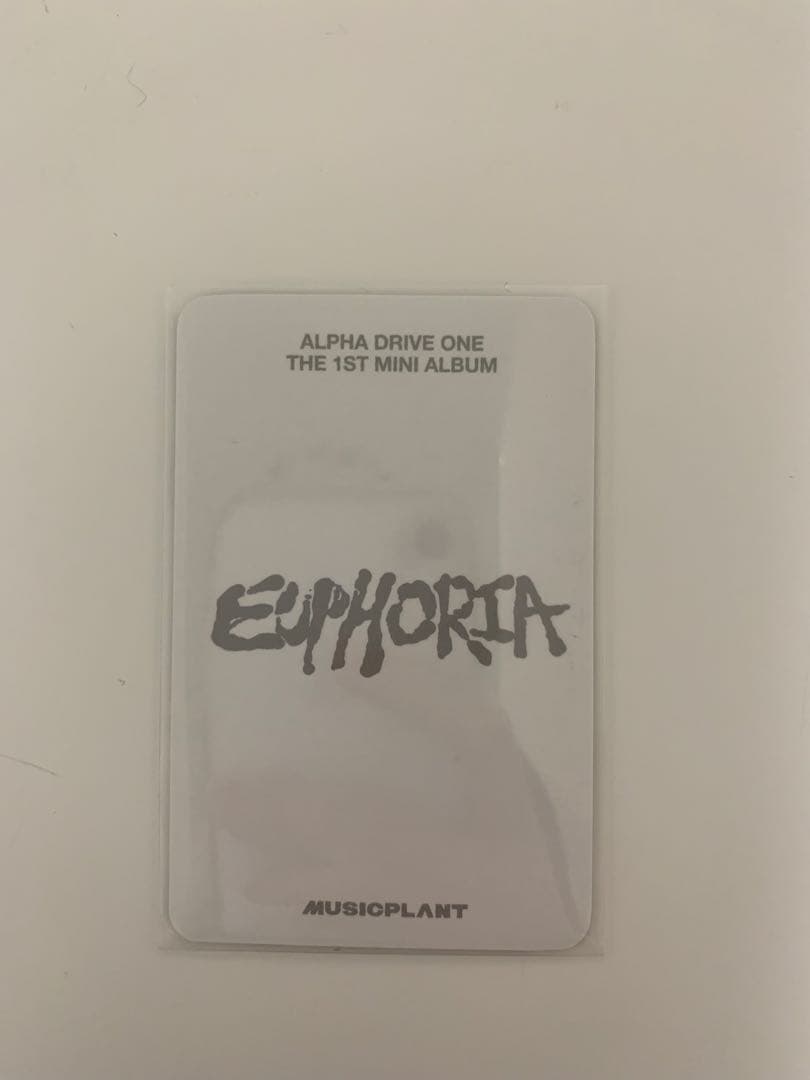 ALPHA DRIVE ONE
THE 1ST MINI ALBUM
EUPHORIA
MUSICPLANT